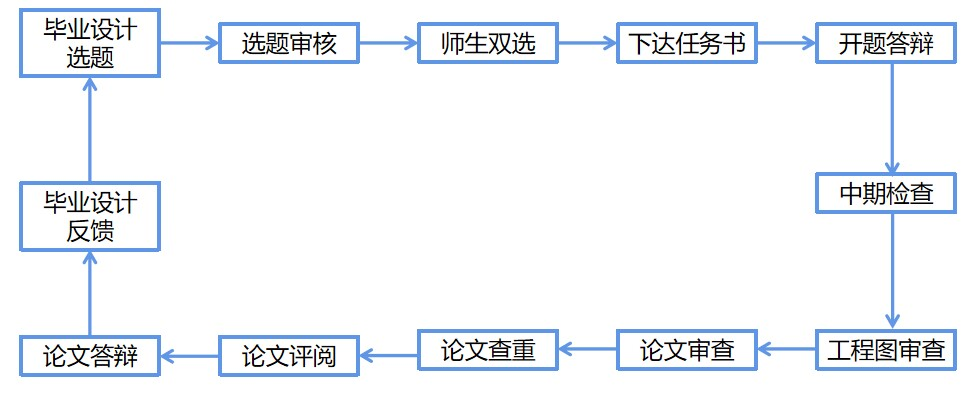 毕业设计
选题
选题审核
师生双选
下达任务书
开题答辩
毕业设计
反馈
中期检查
论文答辩
论文评阅
论文查重
论文审查
工程图审查